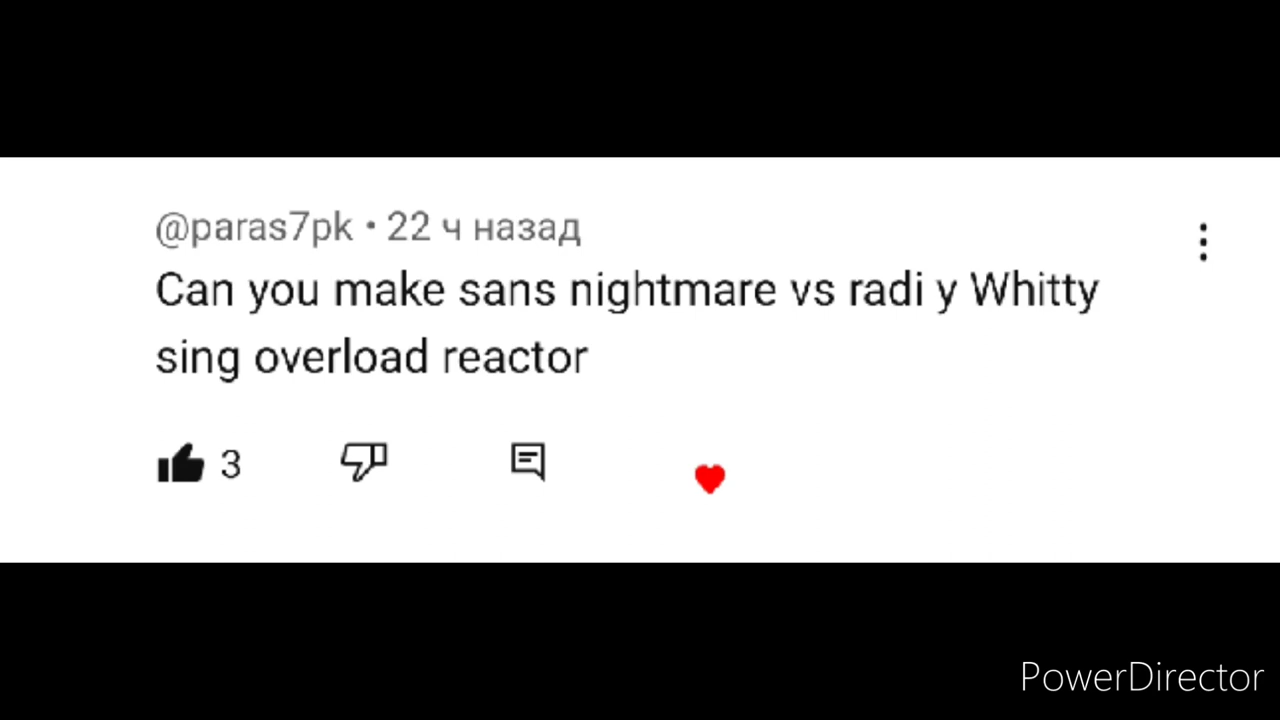 @paras7pk • 22 ч назад
Can you make sans nightmare vs radi y Whitty
sing overload reactor
3
PowerDirector